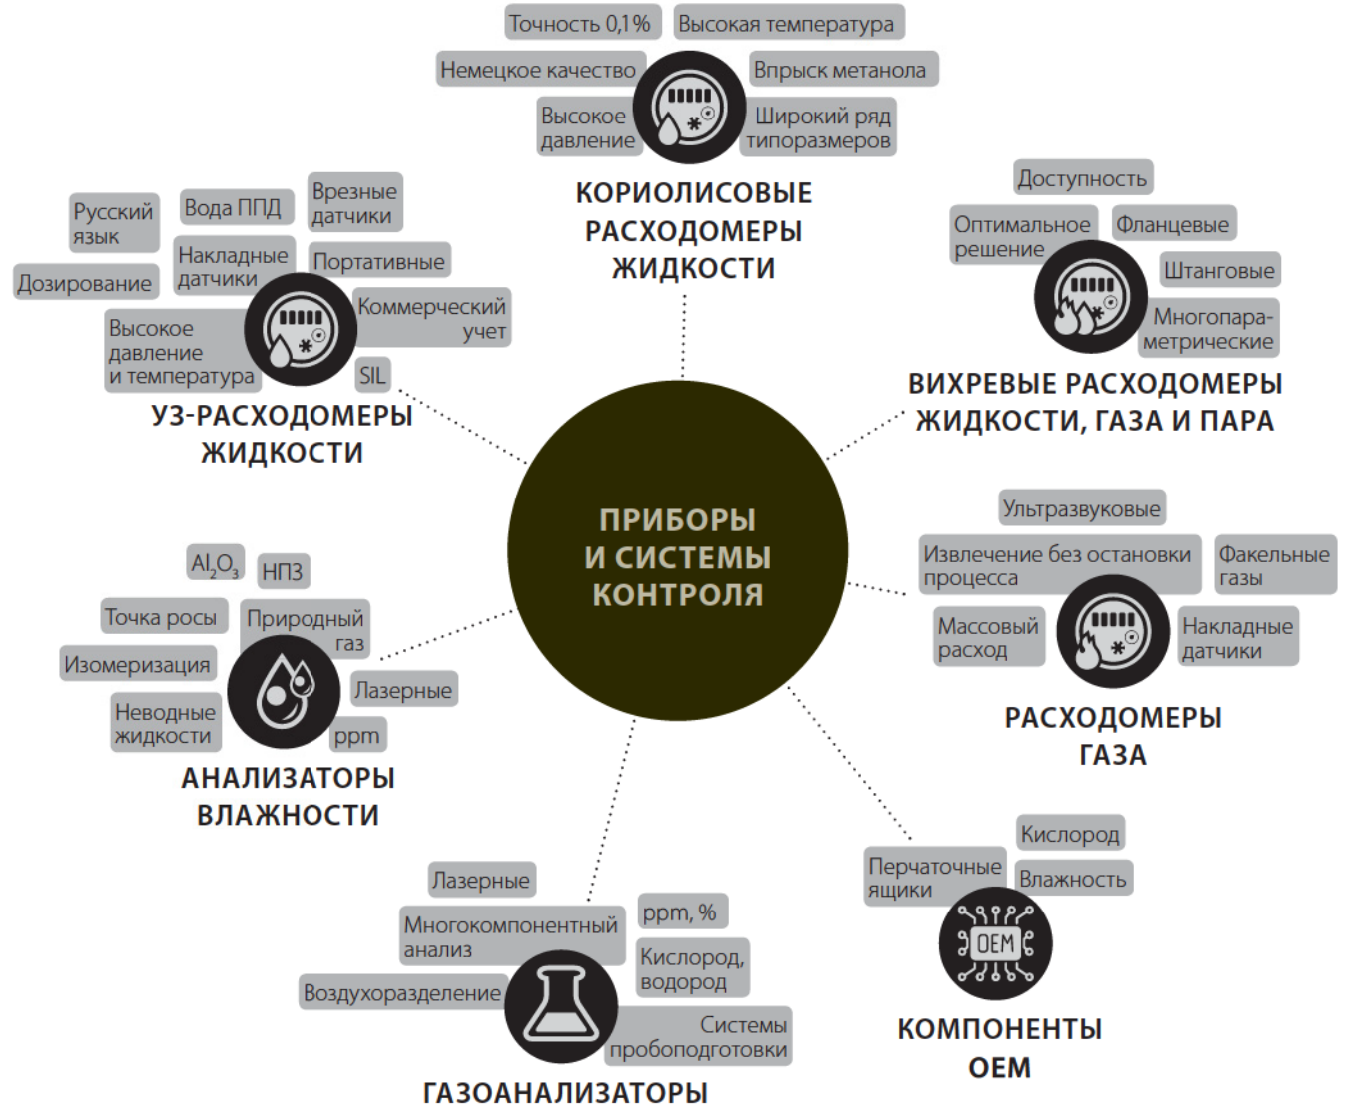 Точность 0,1%
Высокая температура
Немецкое качество
Впрыск метанола
Высокое
давление
Широкий ряд
типоразмеров
КОРИОЛИСОВЫЕ
РАСХОДОМЕРЫ
ЖИДКОСТИ
Русский
язык
Вода ППД
Врезные
датчики
Дозирование
Накладные
датчики
Портативные
Высокое
давление
и температура
Коммерческий
учет
SIL
УЗ-РАСХОДОМЕРЫ
ЖИДКОСТИ
Доступность
Оптимальное
решение
Фланцевые
Штанговые
Многопара-
метрические
ВИХРЕВЫЕ РАСХОДОМЕРЫ
ЖИДКОСТИ, ГАЗА И ПАРА
ПРИБОРЫ
И СИСТЕМЫ
КОНТРОЛЯ
Ультразвуковые
Извлечение без остановки
процесса
Факельные
газы
Массовый
расход
Накладные
датчики
РАСХОДОМЕРЫ
ГАЗА
Al₂O₃
НПЗ
Точка росы
Природный
газ
Изомеризация
Лазерные
Неводные
жидкости
ppm
АНАЛИЗАТОРЫ
ВЛАЖНОСТИ
Лазерные
Многокомпонентный
анализ
ppm, %
Кислород,
водород
Воздухоразделение
Системы
пробоподготовки
ГАЗОАНАЛИЗАТОРЫ
Кислород
Перчаточные
ящики
Влажность
OEM
КОМПОНЕНТЫ
OEM